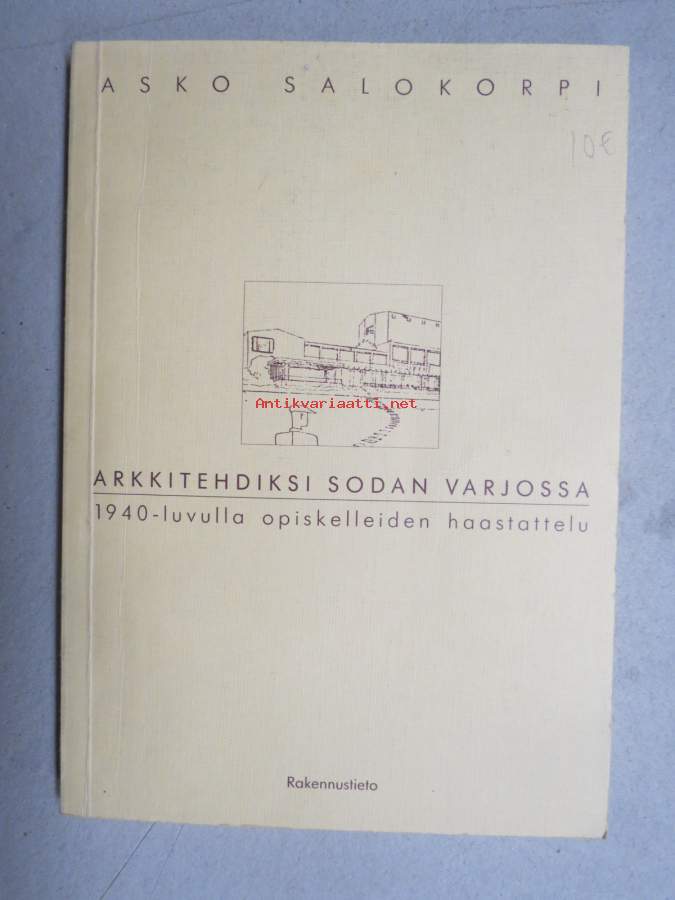 ASKO SALOKORPI
10€
Antikvariaatti.net
ARKKITEHDIKSI SODAN VARJOSSA
1940-luvulla opiskelleiden haastattelu
Rakennustieto